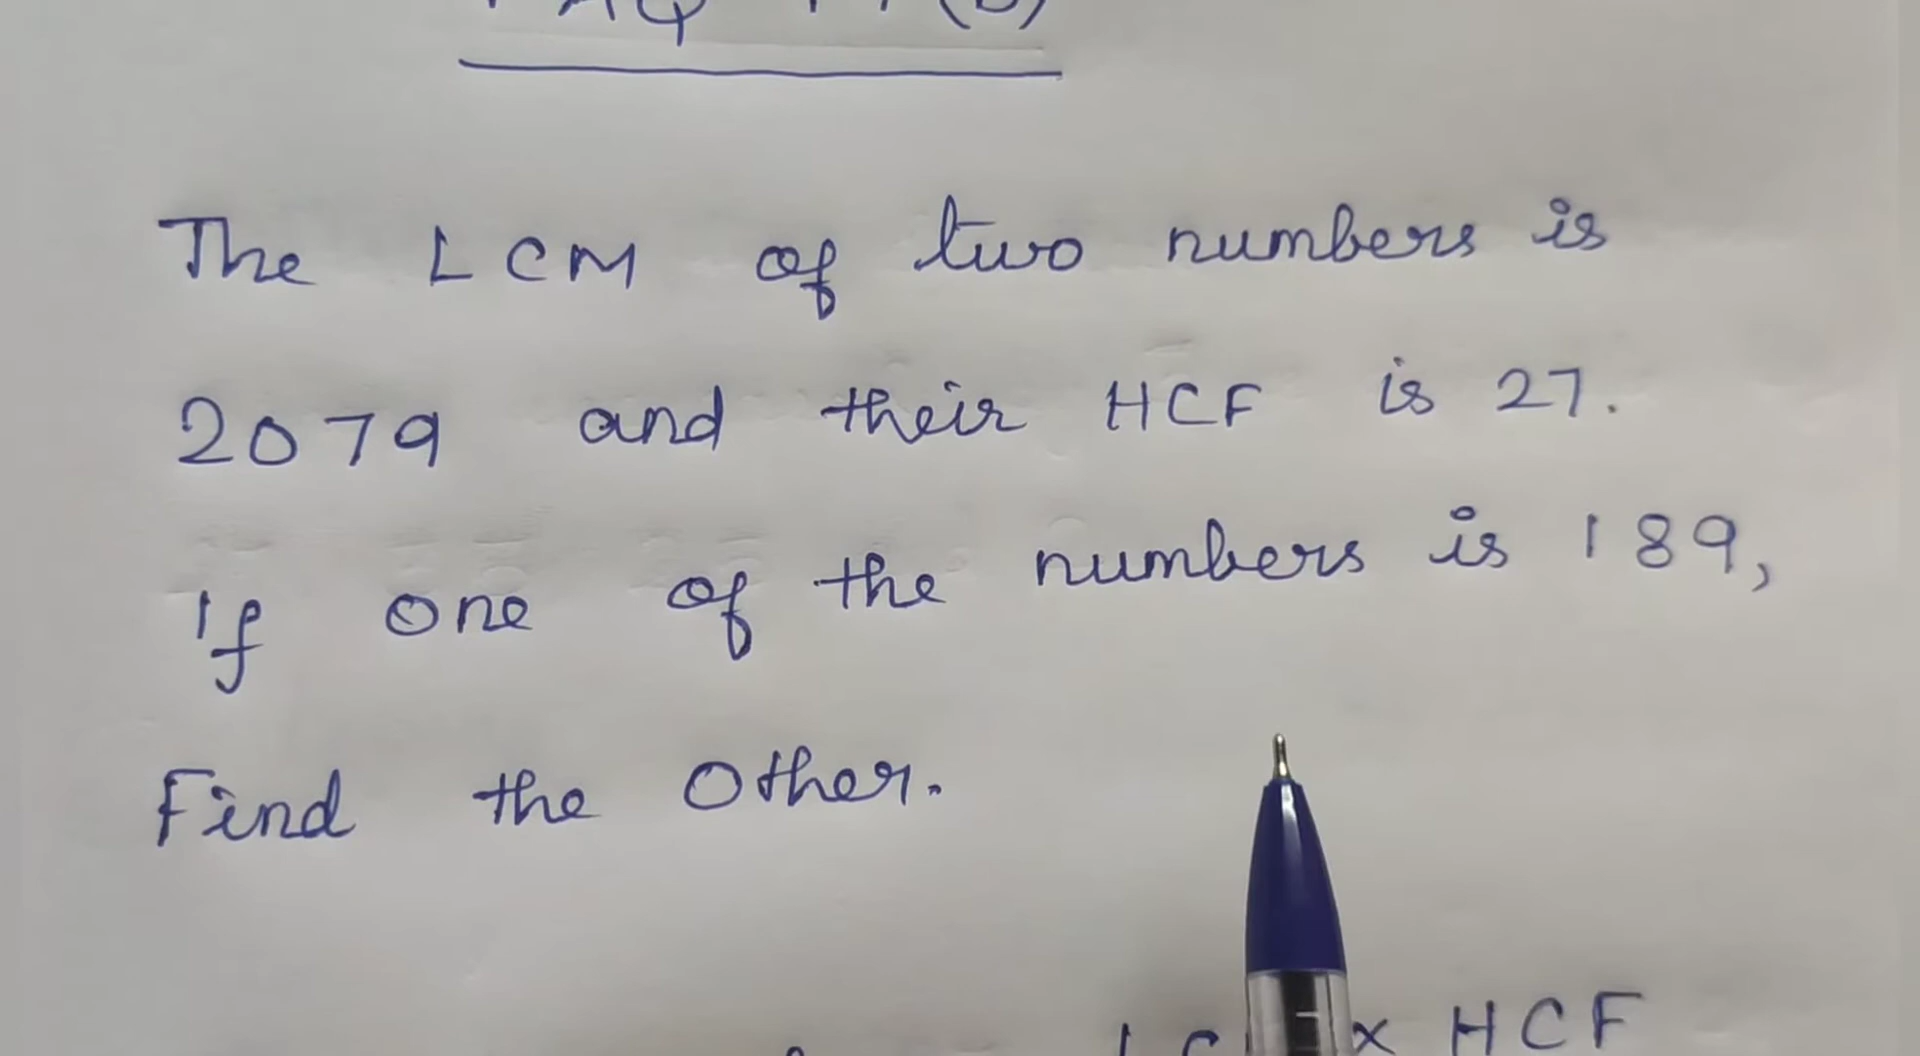 The LCM of two numbers is
2079 and their HCF is 27.
If one of the numbers is 189,
Find the Other.
x HCF